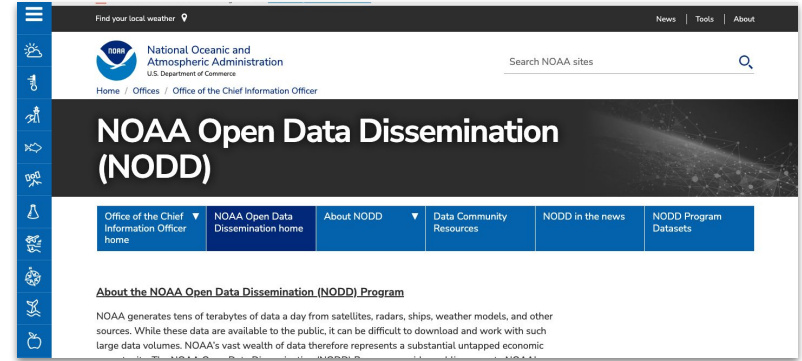 Find your local weather
News | Tools | About
NOAA
National Oceanic and
Atmospheric Administration
U.S. Department of Commerce
Search NOAA sites
Home / Offices / Office of the Chief Information Officer
NOAA Open Data Dissemination
(NODD)
Office of the Chief
Information Officer
home
NOAA Open Data
Dissemination home
About NODD
Data Community
Resources
NODD in the news
NODD Program
Datasets
About the NOAA Open Data Dissemination (NODD) Program
NOAA generates tens of terabytes of data a day from satellites, radars, ships, weather models, and other
sources. While these data are available to the public, it can be difficult to download and work with such
large data volumes. NOAA's vast wealth of data therefore represents a substantial untapped economic